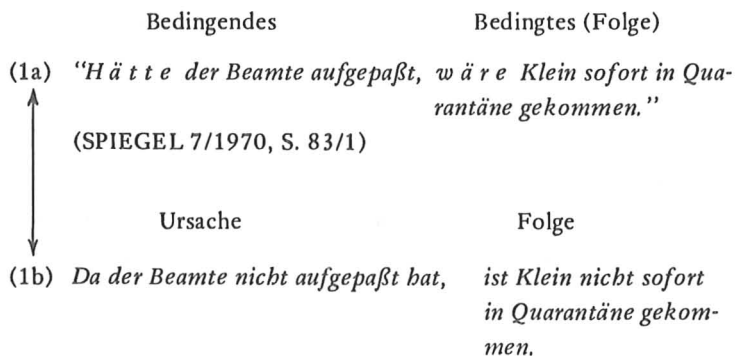 Bedingendes Bedingtes (Folge)
(1a) “H ä t t e der Beamte aufgepaßt, w ä r e Klein sofort in Qua-
rantäne gekommen.”
(SPIEGEL 7/1970, S. 83/1)
Ursache Folge
(1b) Da der Beamte nicht aufgepaßt hat, ist Klein nicht sofort
in Quarantäne gekom-
men.